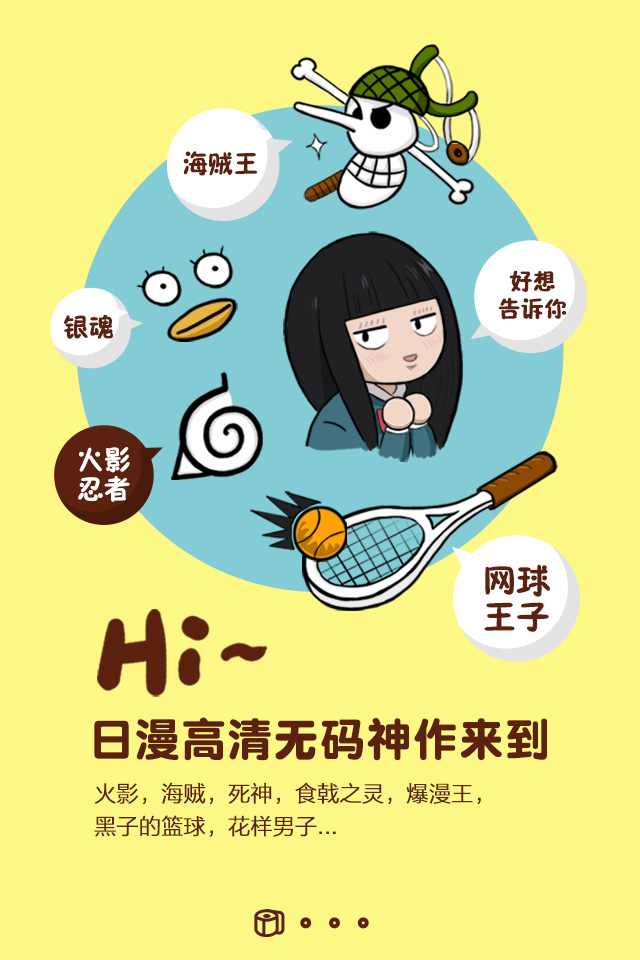 海贼王
好想
告诉你
银魂
火影
忍者
网球
王子
Hi~
日漫高清无码神作来到
火影，海贼，死神，食戟之灵，爆漫王，
黑子的篮球，花样男子...